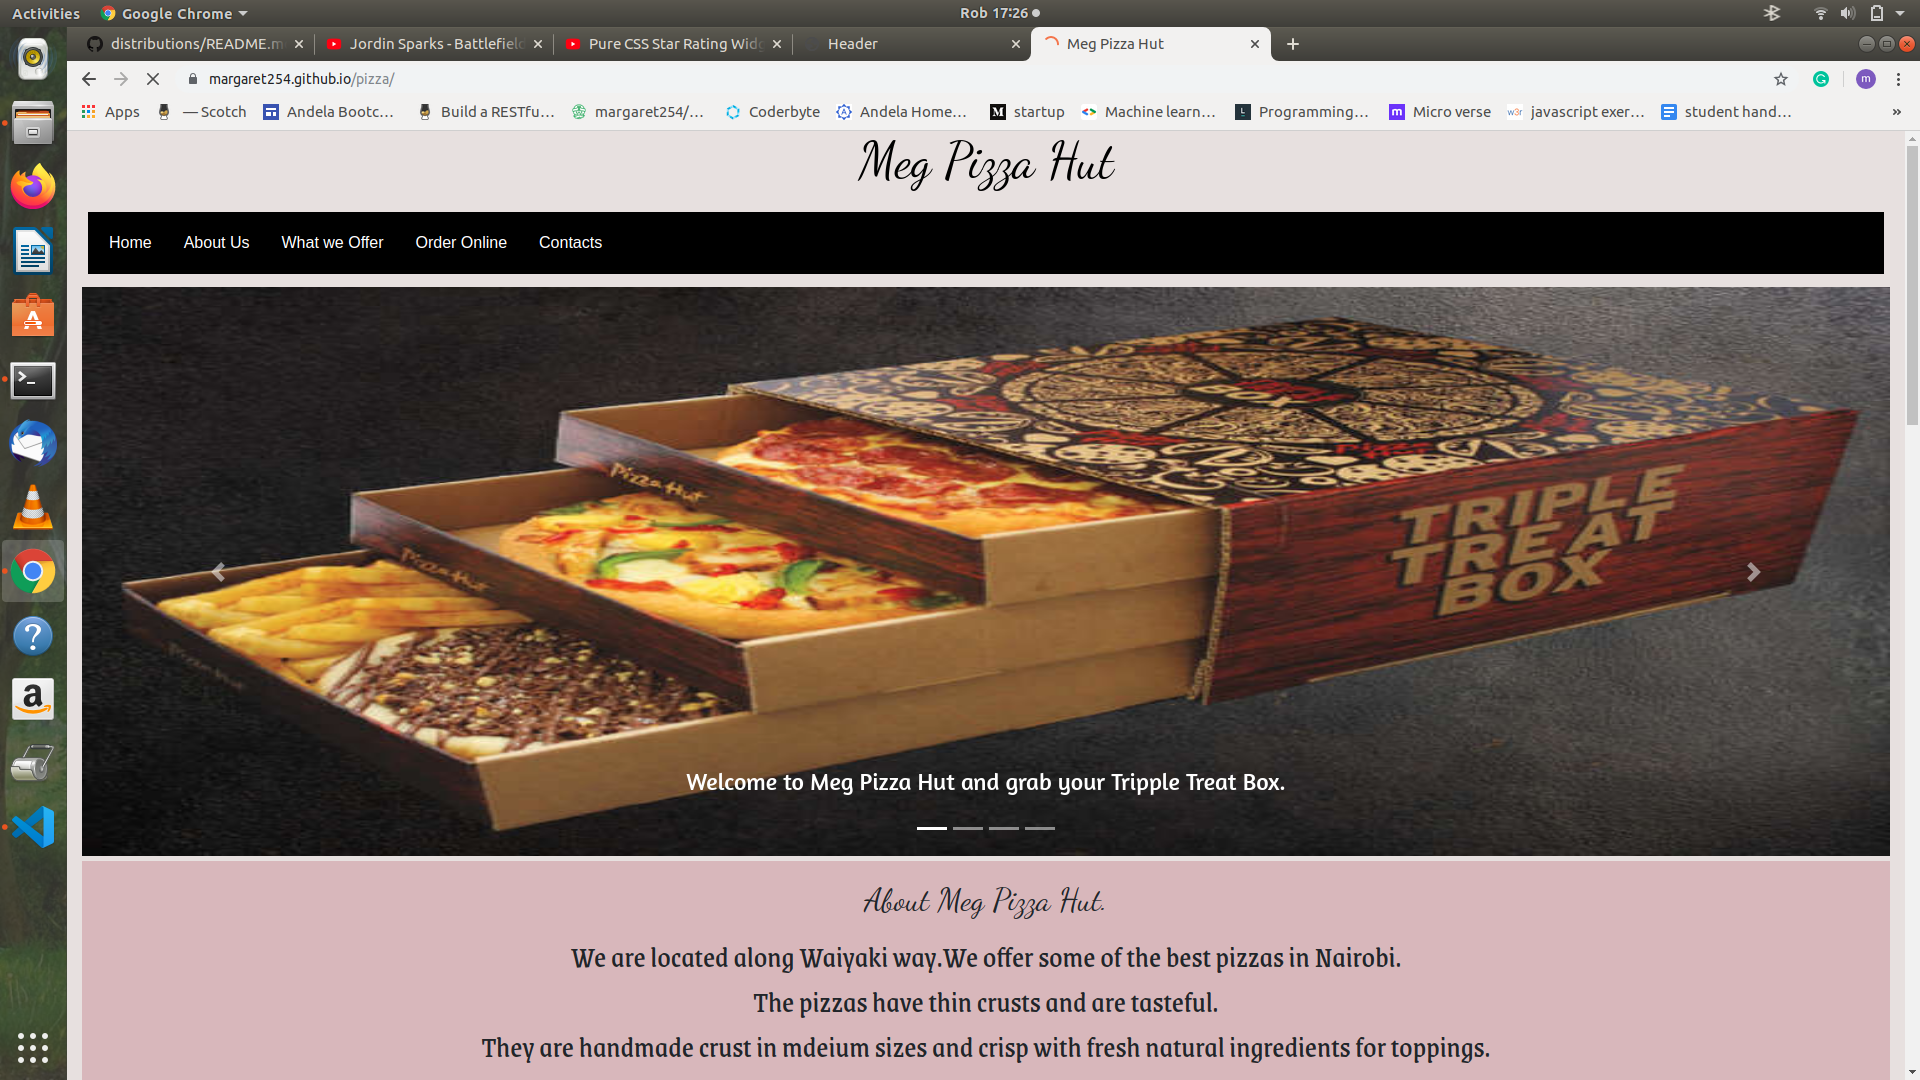 Activities Google Chrome Rob 17:26
distributions/README.m Jordin Sparks - Battlefield Pure CSS Star Rating Widg Header Meg Pizza Hut
margaret254.github.io/pizza/ m
Apps — Scotch Andela Bootc... Build a RESTfu... margaret254/... Coderbyte Andela Home... startup Machine learn... Programming... Micro verse javascript exer... student hand... »
Meg Pizza Hut
Home About Us What we Offer Order Online Contacts
Pizza Hut
Pizza Hut
Pizza Hut
TRIPLE
TREAT
BOX
Welcome to Meg Pizza Hut and grab your Tripple Treat Box.
About Meg Pizza Hut.
We are located along Waiyaki way.We offer some of the best pizzas in Nairobi.
The pizzas have thin crusts and are tasteful.
They are handmade crust in mdeium sizes and crisp with fresh natural ingredients for toppings.